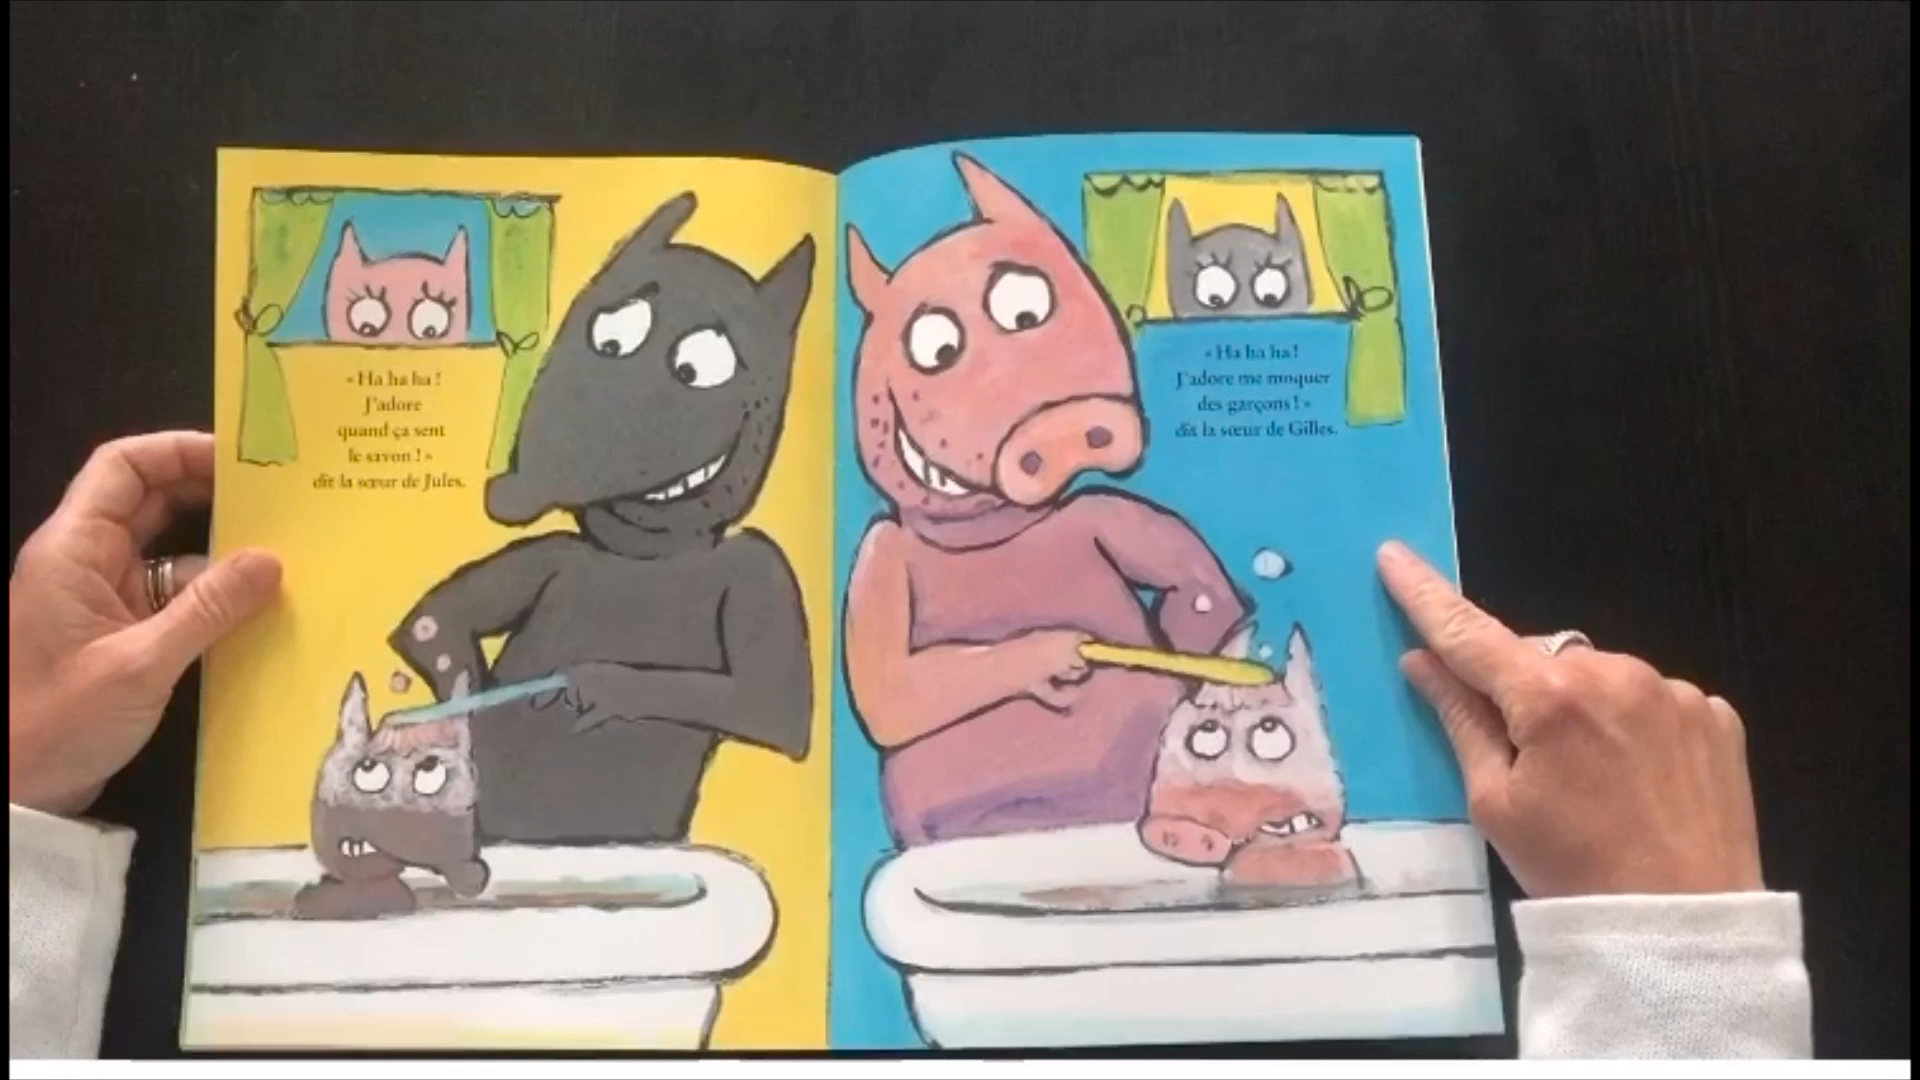 « Ha ha ha !
J'adore
quand ça sent
le savon ! »
dit la sœur de Jules.
« Ha ha ha !
J'adore me moquer
des garçons ! »
dit la sœur de Gilles.